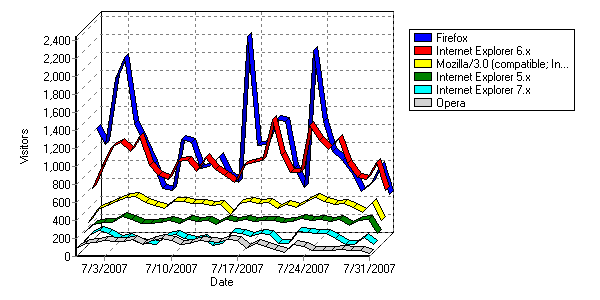 2,400
2,200
2,000
1,800
1,600
1,400
1,200
1,000
800
600
400
200
0
Visitors
7/3/2007 7/10/2007 7/17/2007 7/24/2007 7/31/2007
Date
Firefox
Internet Explorer 6.x
Mozilla/3.0 (compatible; In...
Internet Explorer 5.x
Internet Explorer 7.x
Opera